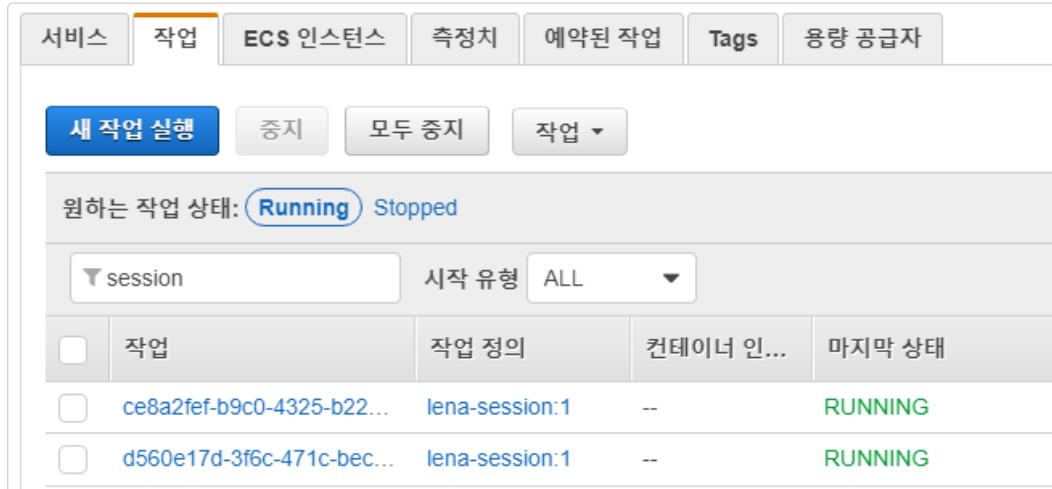 서비스 작업 ECS 인스턴스 측정치 예약된 작업 Tags 용량 공급자
새 작업 실행 중지 모두 중지 작업
원하는 작업 상태: Running Stopped
session 시작 유형 ALL
작업 작업 정의 컨테이너 인... 마지막 상태
ce8a2fef-b9c0-4325-b22... lena-session:1 -- RUNNING
d560e17d-3f6c-471c-bec... lena-session:1 -- RUNNING